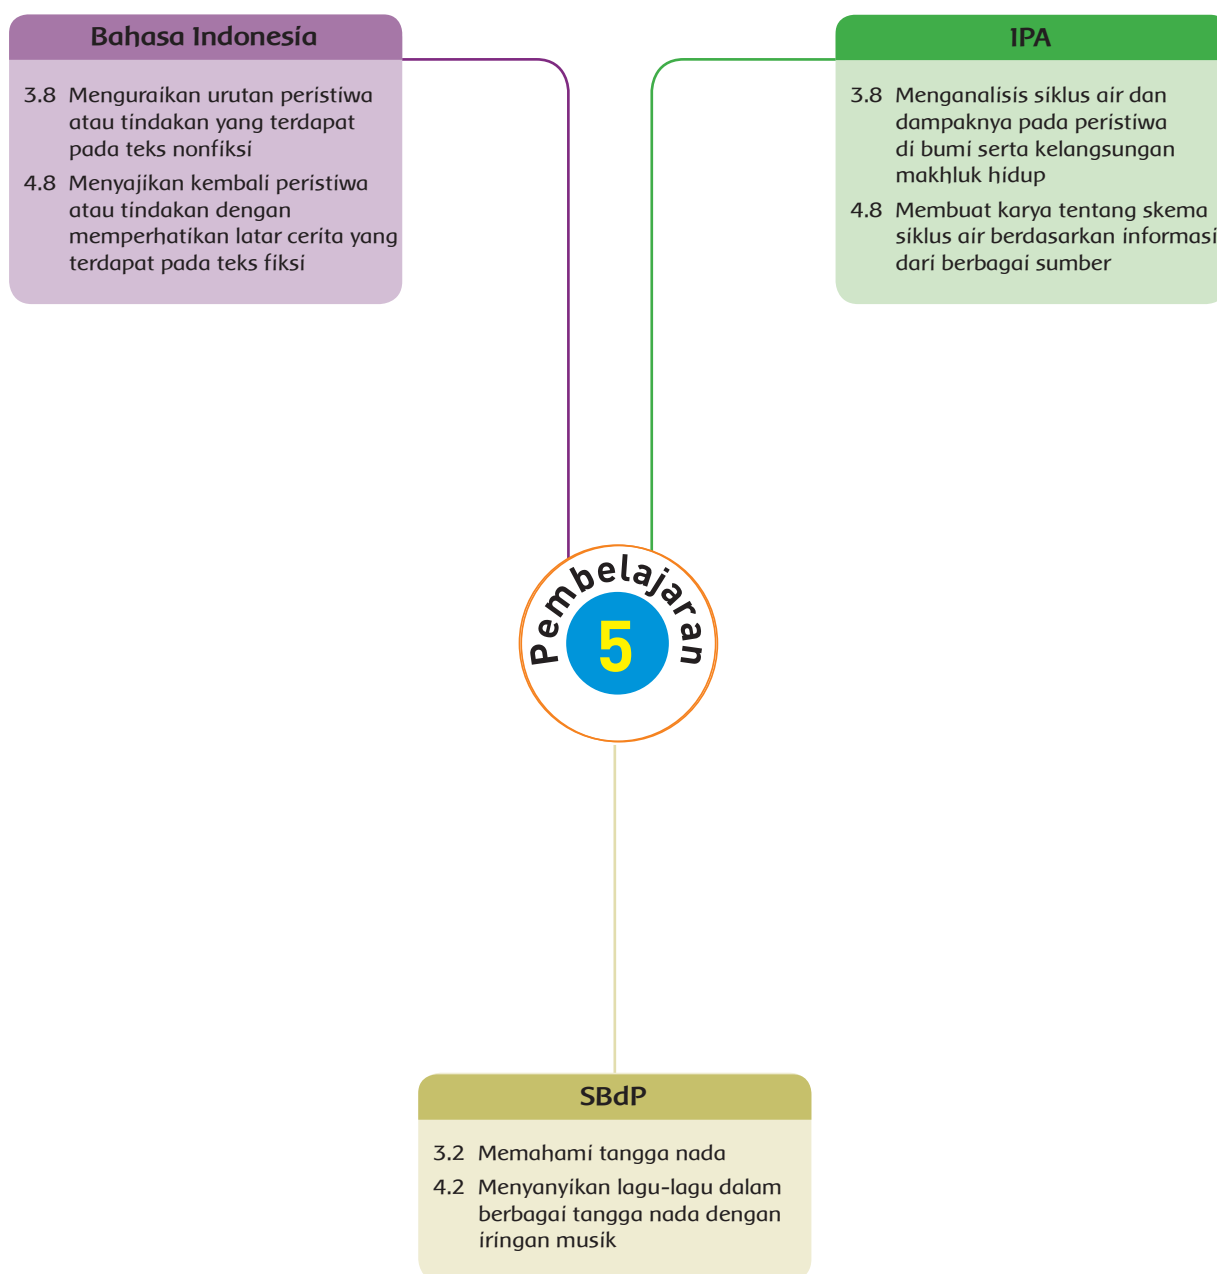 Bahasa Indonesia
3.8 Menguraikan urutan peristiwa
atau tindakan yang terdapat
pada teks nonfiksi
4.8 Menyajikan kembali peristiwa
atau tindakan dengan
memperhatikan latar cerita yang
terdapat pada teks fiksi
IPA
3.8 Menganalisis siklus air dan
dampaknya pada peristiwa
di bumi serta kelangsungan
makhluk hidup
4.8 Membuat karya tentang skema
siklus air berdasarkan informasi
dari berbagai sumber
Pembelajaran
5
SBdP
3.2 Memahami tangga nada
4.2 Menyanyikan lagu-lagu dalam
berbagai tangga nada dengan
iringan musik